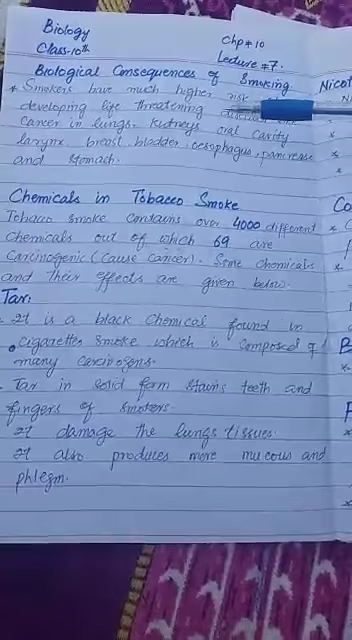 Biology
Class-10th
Chp # 10
Lecture # 7.
Biological Consequences of Smoking
* Smokers have much higher risk
developing life threatening
cancer in lungs, kidneys oral cavity
larynx breast bladder, oesophagus, pancrease
and stomach.
Chemicals in Tobacco Smoke
Tobacco smoke contains over 4000 different
chemicals out of which 69 are
Carcinogenic (cause cancer). Some chemicals
and their effects are given below.
Tar:
. It is a black chemical found in
. cigarettes smoke which is composed of
many carcinogens.
. Tar in solid form stains teeth and
fingers of smokers.
It damage the lungs tissues.
It also produces more mucous and
phlegm.
Nicot
*
*
*
Co
*
*
B
*
*